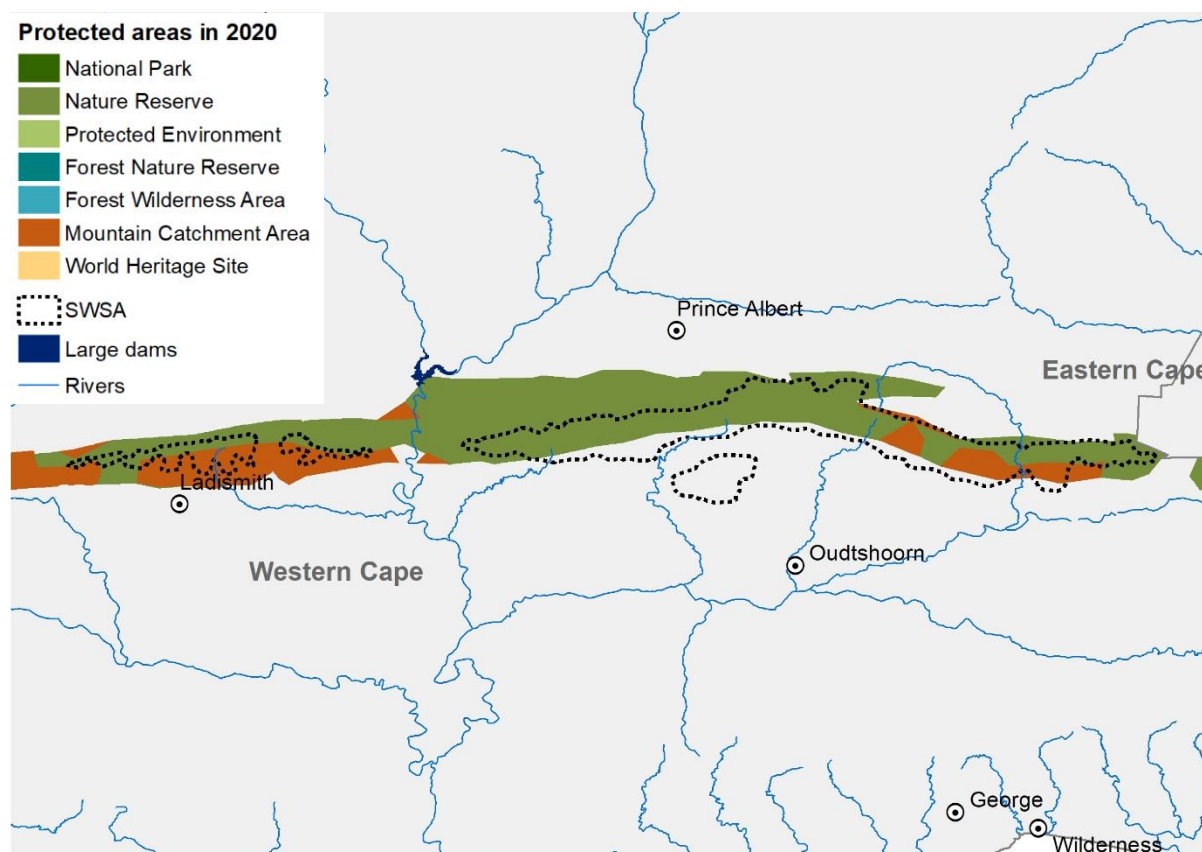 Protected areas in 2020
National Park
Nature Reserve
Protected Environment
Forest Nature Reserve
Forest Wilderness Area
Mountain Catchment Area
World Heritage Site
SWSA
Large dams
Rivers
Prince Albert
Eastern Cape
Ladismith
Oudtshoorn
Western Cape
George
Wilderness